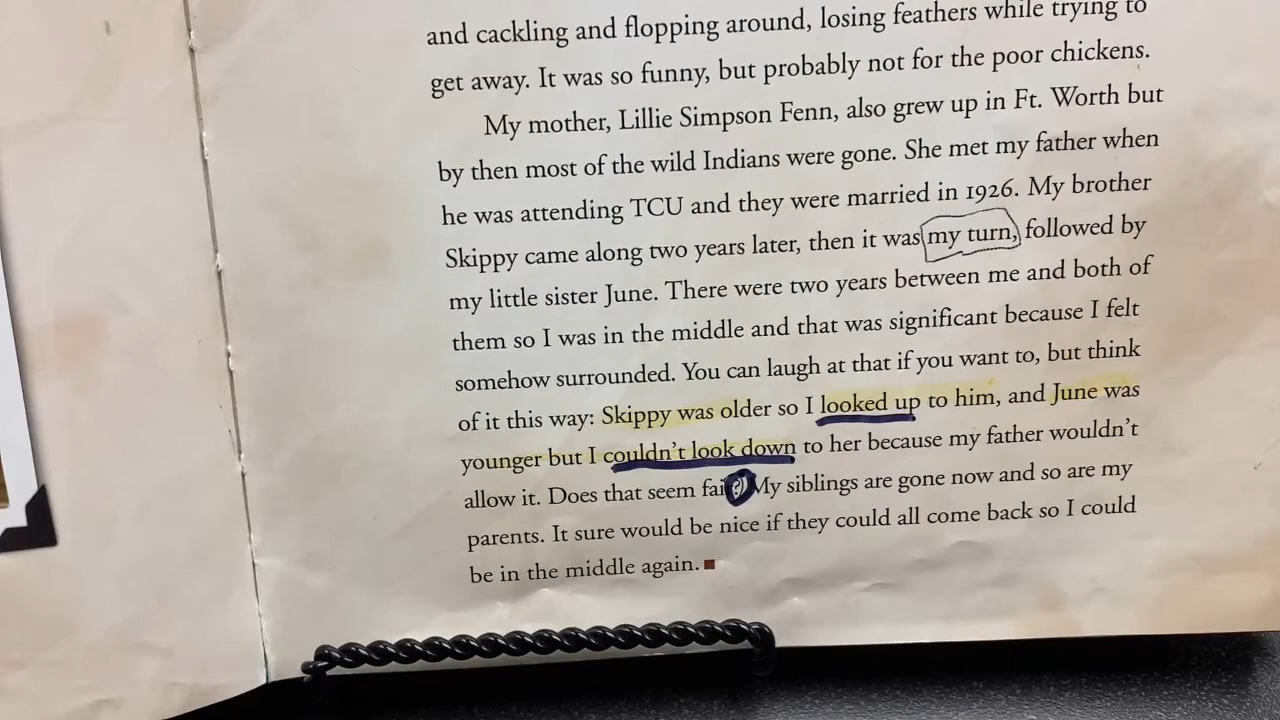 and cackling and flopping around, losing feathers while trying to
get away. It was so funny, but probably not for the poor chickens.
My mother, Lillie Simpson Fenn, also grew up in Ft. Worth but
by then most of the wild Indians were gone. She met my father when
he was attending TCU and they were married in 1926. My brother
Skippy came along two years later, then it was my turn, followed by
my little sister June. There were two years between me and both of
them so I was in the middle and that was significant because I felt
somehow surrounded. You can laugh at that if you want to, but think
of it this way: Skippy was older so I looked up to him, and June was
younger but I couldn't look down to her because my father wouldn't
allow it. Does that seem fair? My siblings are gone now and so are my
parents. It sure would be nice if they could all come back so I could
be in the middle again.